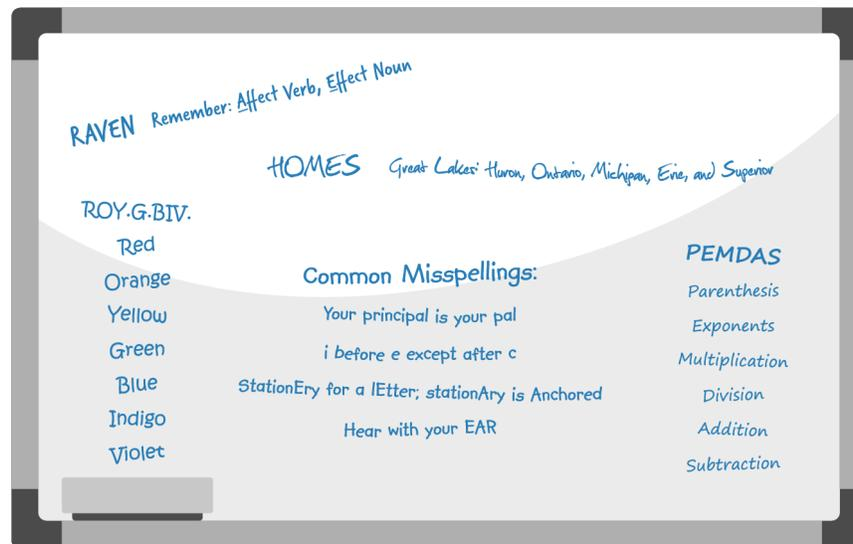 RAVEN Remember: Affect Verb, Effect Noun
HOMES Great Lakes: Huron, Ontario, Michigan, Erie, and Superior
ROY.G.BIV.
Red
Orange
Yellow
Green
Blue
Indigo
Violet
Common Misspellings:
Your principal is your pal
i before e except after c
StationEry for a lEtter; stationAry is Anchored
Hear with your EAR
PEMDAS
Parenthesis
Exponents
Multiplication
Division
Addition
Subtraction